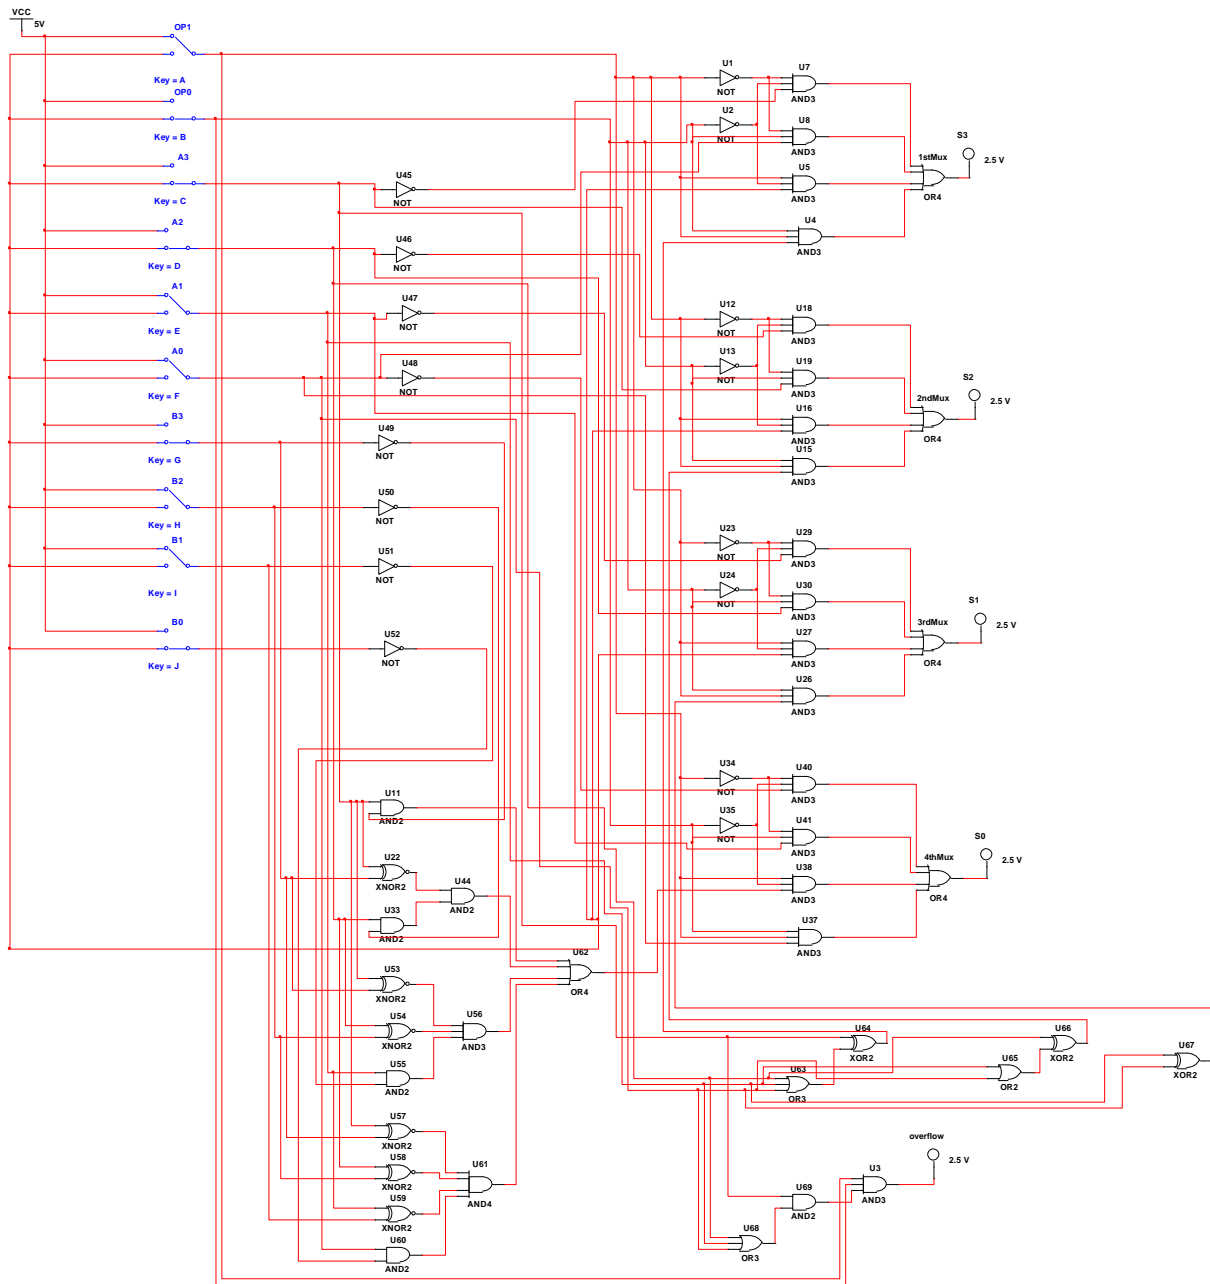 VCC
5V
OP1
Key = A
OP0
Key = B
A3
Key = C
A2
Key = D
A1
Key = E
A0
Key = F
B3
Key = G
B2
Key = H
B1
Key = I
B0
Key = J
U45
NOT
U46
NOT
U47
NOT
U48
NOT
U49
NOT
U50
NOT
U51
NOT
U52
NOT
U1
NOT
U2
NOT
U7
AND3
U8
AND3
U5
AND3
U4
AND3
1stMux
OR4
S3
2.5 V
U12
NOT
U13
NOT
U18
AND3
U19
AND3
U16
AND3
U15
AND3
2ndMux
OR4
S2
2.5 V
U23
NOT
U24
NOT
U29
AND3
U30
AND3
U27
AND3
U26
AND3
3rdMux
OR4
S1
2.5 V
U34
NOT
U35
NOT
U40
AND3
U41
AND3
U38
AND3
U37
AND3
4thMux
OR4
S0
2.5 V
U11
AND2
U22
XNOR2
U44
AND2
U33
AND2
U62
OR4
U53
XNOR2
U54
XNOR2
U56
AND3
U55
AND2
U57
XNOR2
U58
XNOR2
U61
AND4
U59
XNOR2
U60
AND2
U64
XOR2
U63
OR3
U66
XOR2
U65
OR2
U67
XOR2
overflow
2.5 V
U3
AND3
U69
AND2
U68
OR3